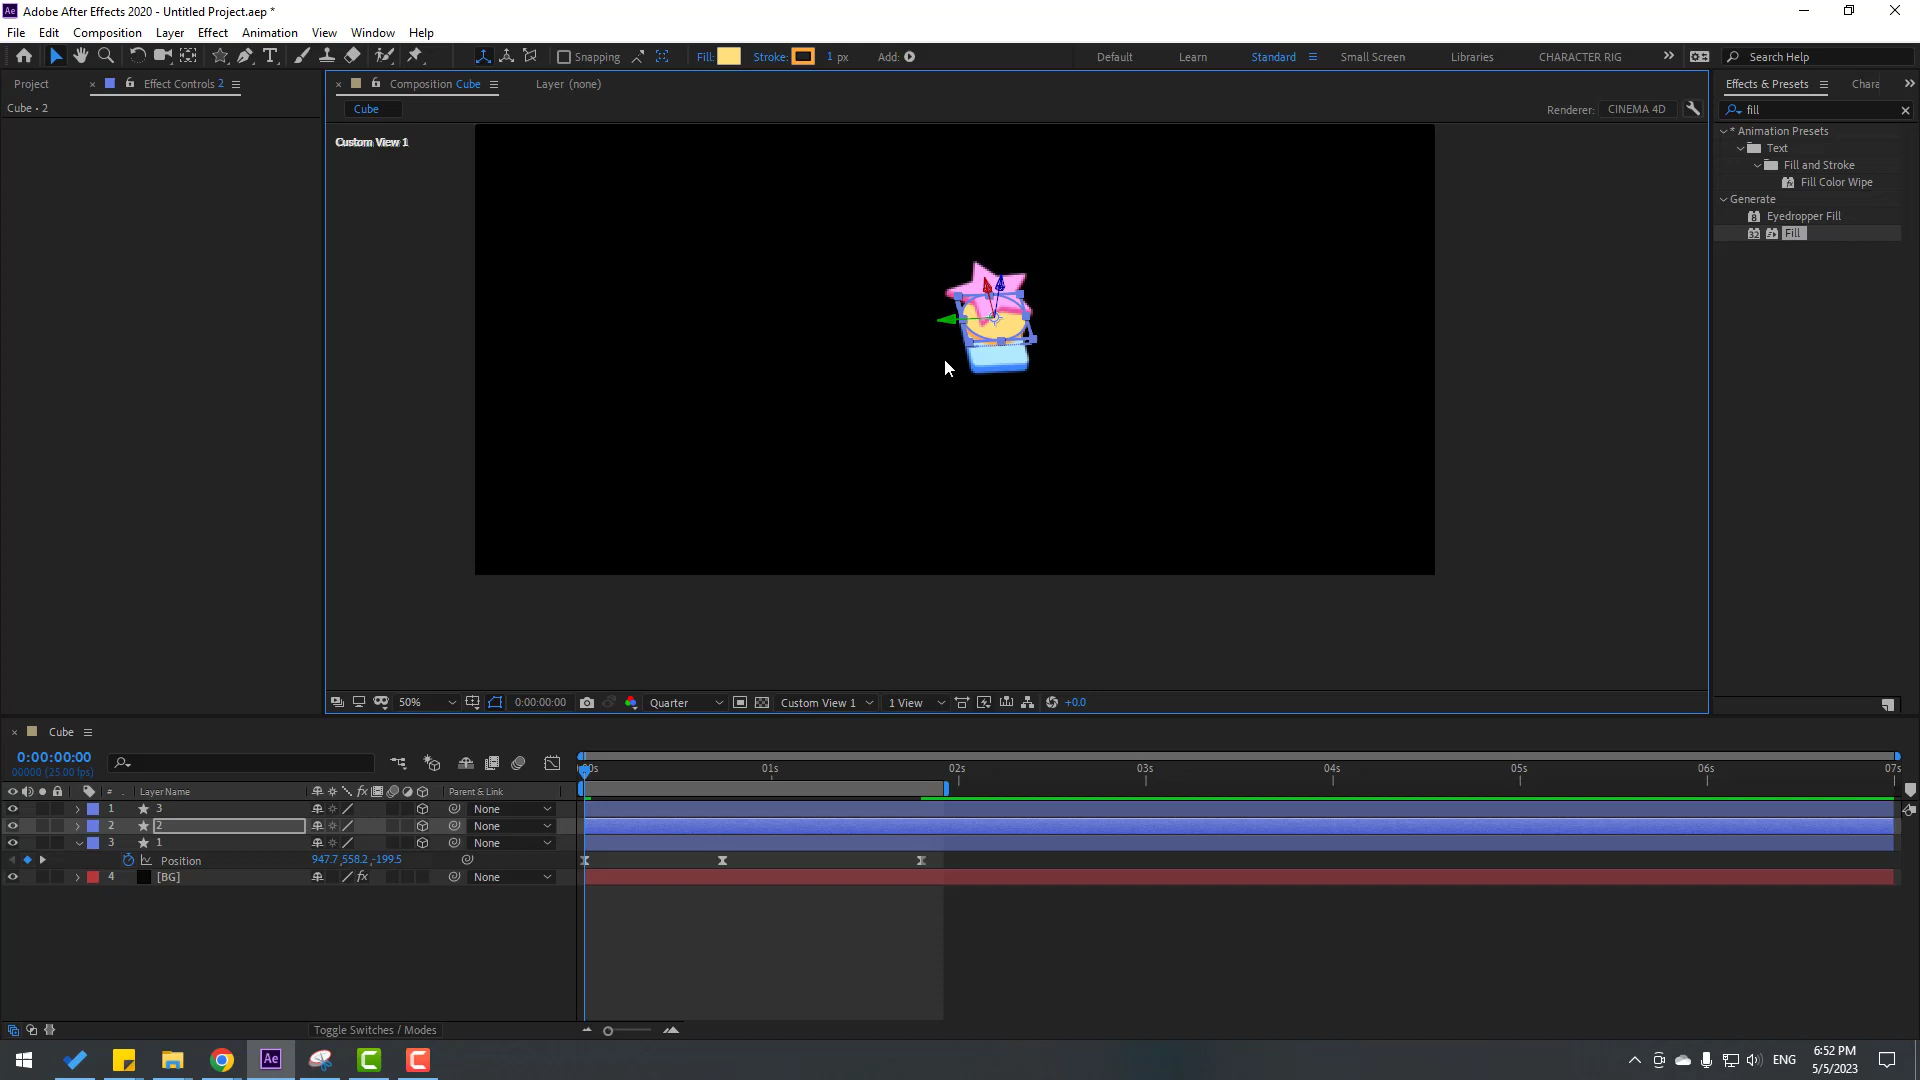 Adobe After Effects 2020 - Untitled Project.aep *
File Edit Composition Layer Effect Animation View Window Help
Snapping Fill: Stroke: 1 px Add: Default Learn Standard Small Screen Libraries CHARACTER RIG Search Help
Project Effect Controls 2 Composition Cube Layer (none) Effects & Presets Chara
Cube • 2 Cube Renderer: CINEMA 4D fill
Custom View 1
* Animation Presets
Text
Fill and Stroke
Fill Color Wipe
Generate
Eyedropper Fill
Fill
50% 0:00:00:00 Quarter Custom View 1 1 View +0.0
Cube
0:00:00:00
00000 (25.00 fps)
01s 02s 03s 04s 05s 06s 07s
# Layer Name fx Parent & Link
1 3 None
2 2 None
3 1 None
Position 947.7,558.2,-199.5
4 [BG] fx None
Toggle Switches / Modes
ENG 6:52 PM
5/5/2023